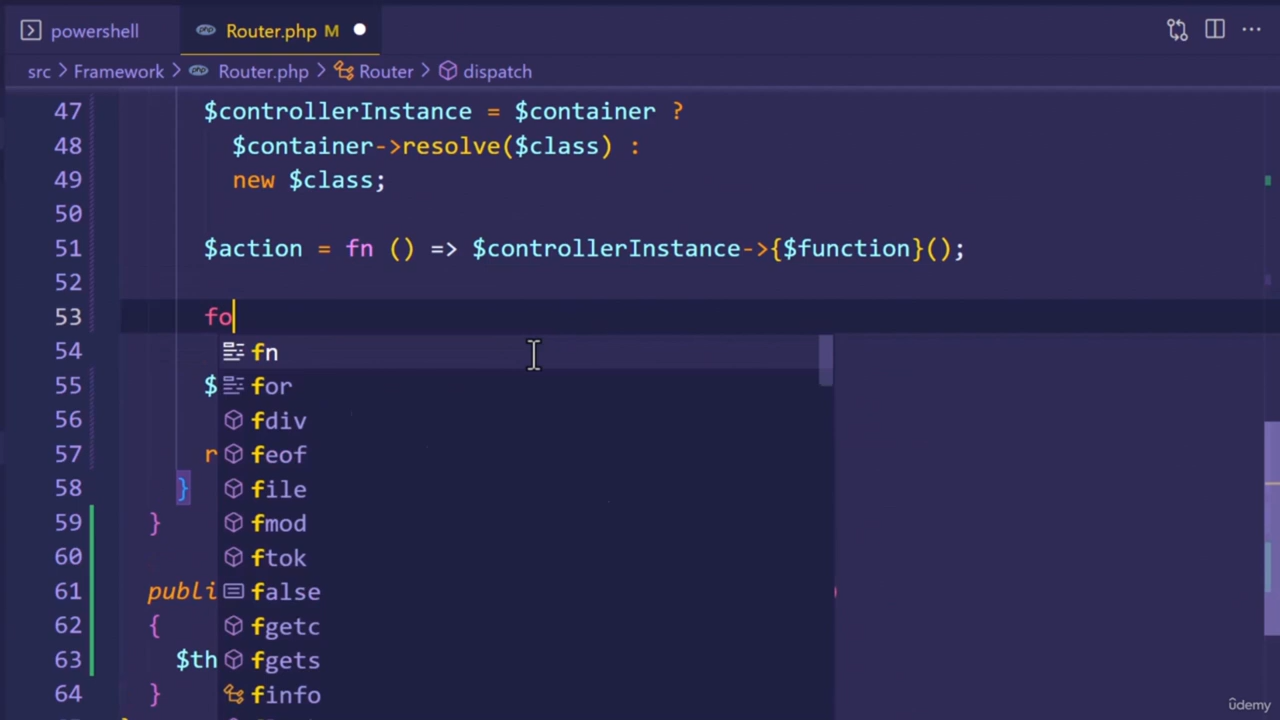 powershell Router.php M
src > Framework > Router.php > Router > dispatch
47 $controllerInstance = $container ?
48 $container->resolve($class) :
49 new $class;
50
51 $action = fn () => $controllerInstance->{$function}();
52
53 fo
54 fn
55 $ for
56 fdiv
57 r feof
58 } file
59 } fmod
60 ftok
61 publi false
62 { fgetc
63 $th fgets
64 } finfo
ûdemy